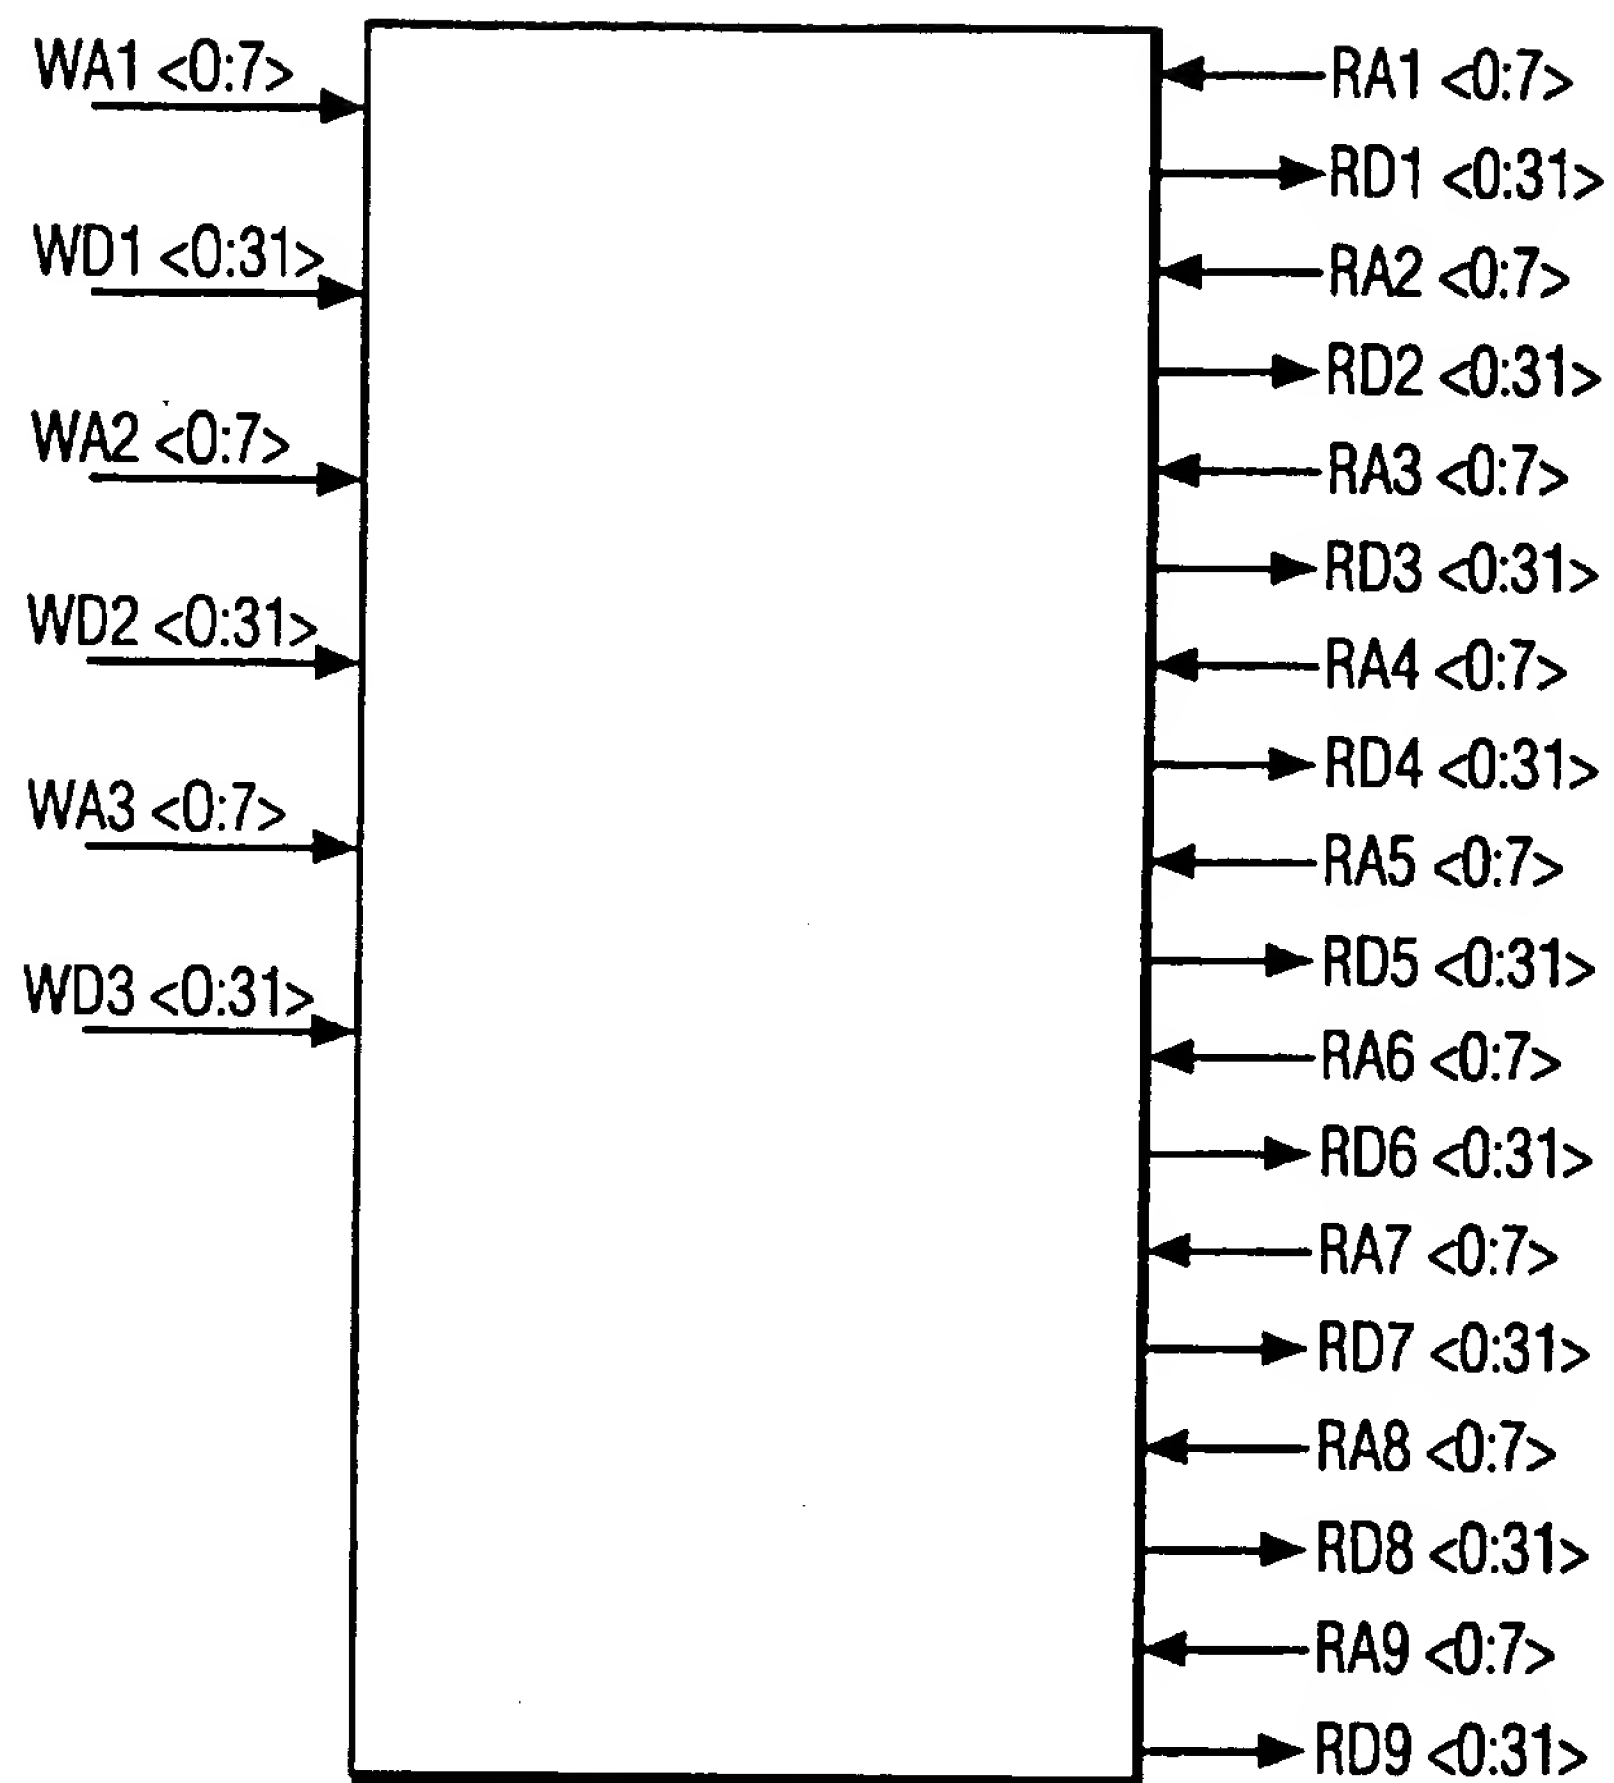 WA1 <0:7>
WD1 <0:31>
WA2 <0:7>
WD2 <0:31>
WA3 <0:7>
WD3 <0:31>
RA1 <0:7>
RD1 <0:31>
RA2 <0:7>
RD2 <0:31>
RA3 <0:7>
RD3 <0:31>
RA4 <0:7>
RD4 <0:31>
RA5 <0:7>
RD5 <0:31>
RA6 <0:7>
RD6 <0:31>
RA7 <0:7>
RD7 <0:31>
RA8 <0:7>
RD8 <0:31>
RA9 <0:7>
RD9 <0:31>